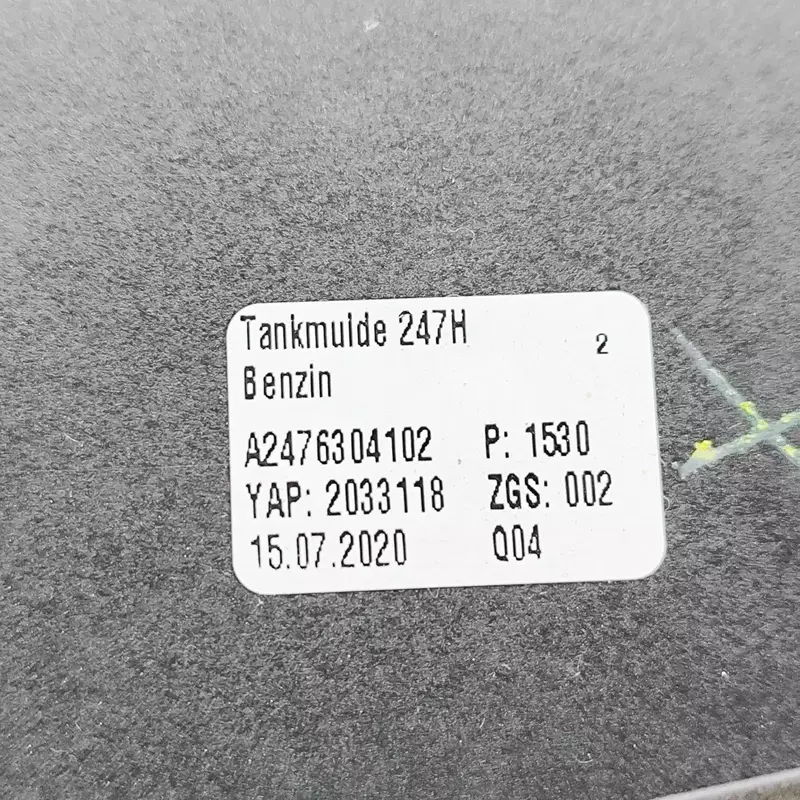 Tankmulde 247H
2
Benzin
A2476304102 P: 1530
YAP: 2033118 ZGS: 002
15.07.2020 Q04